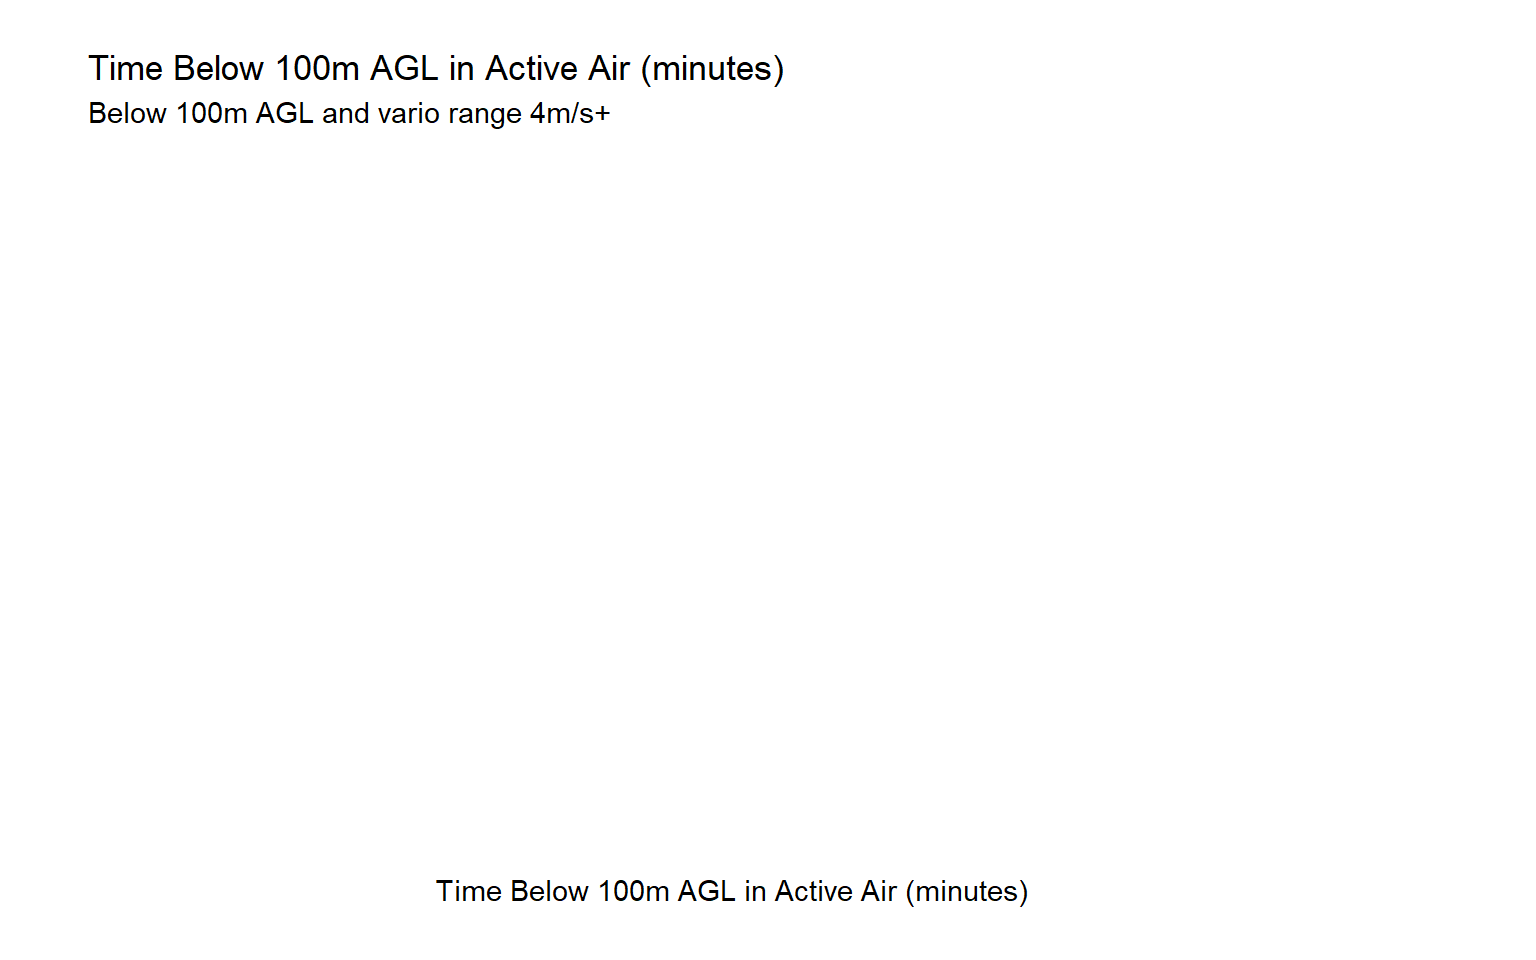 Time Below 100m AGL in Active Air (minutes)
Below 100m AGL and vario range 4m/s+
Time Below 100m AGL in Active Air (minutes)